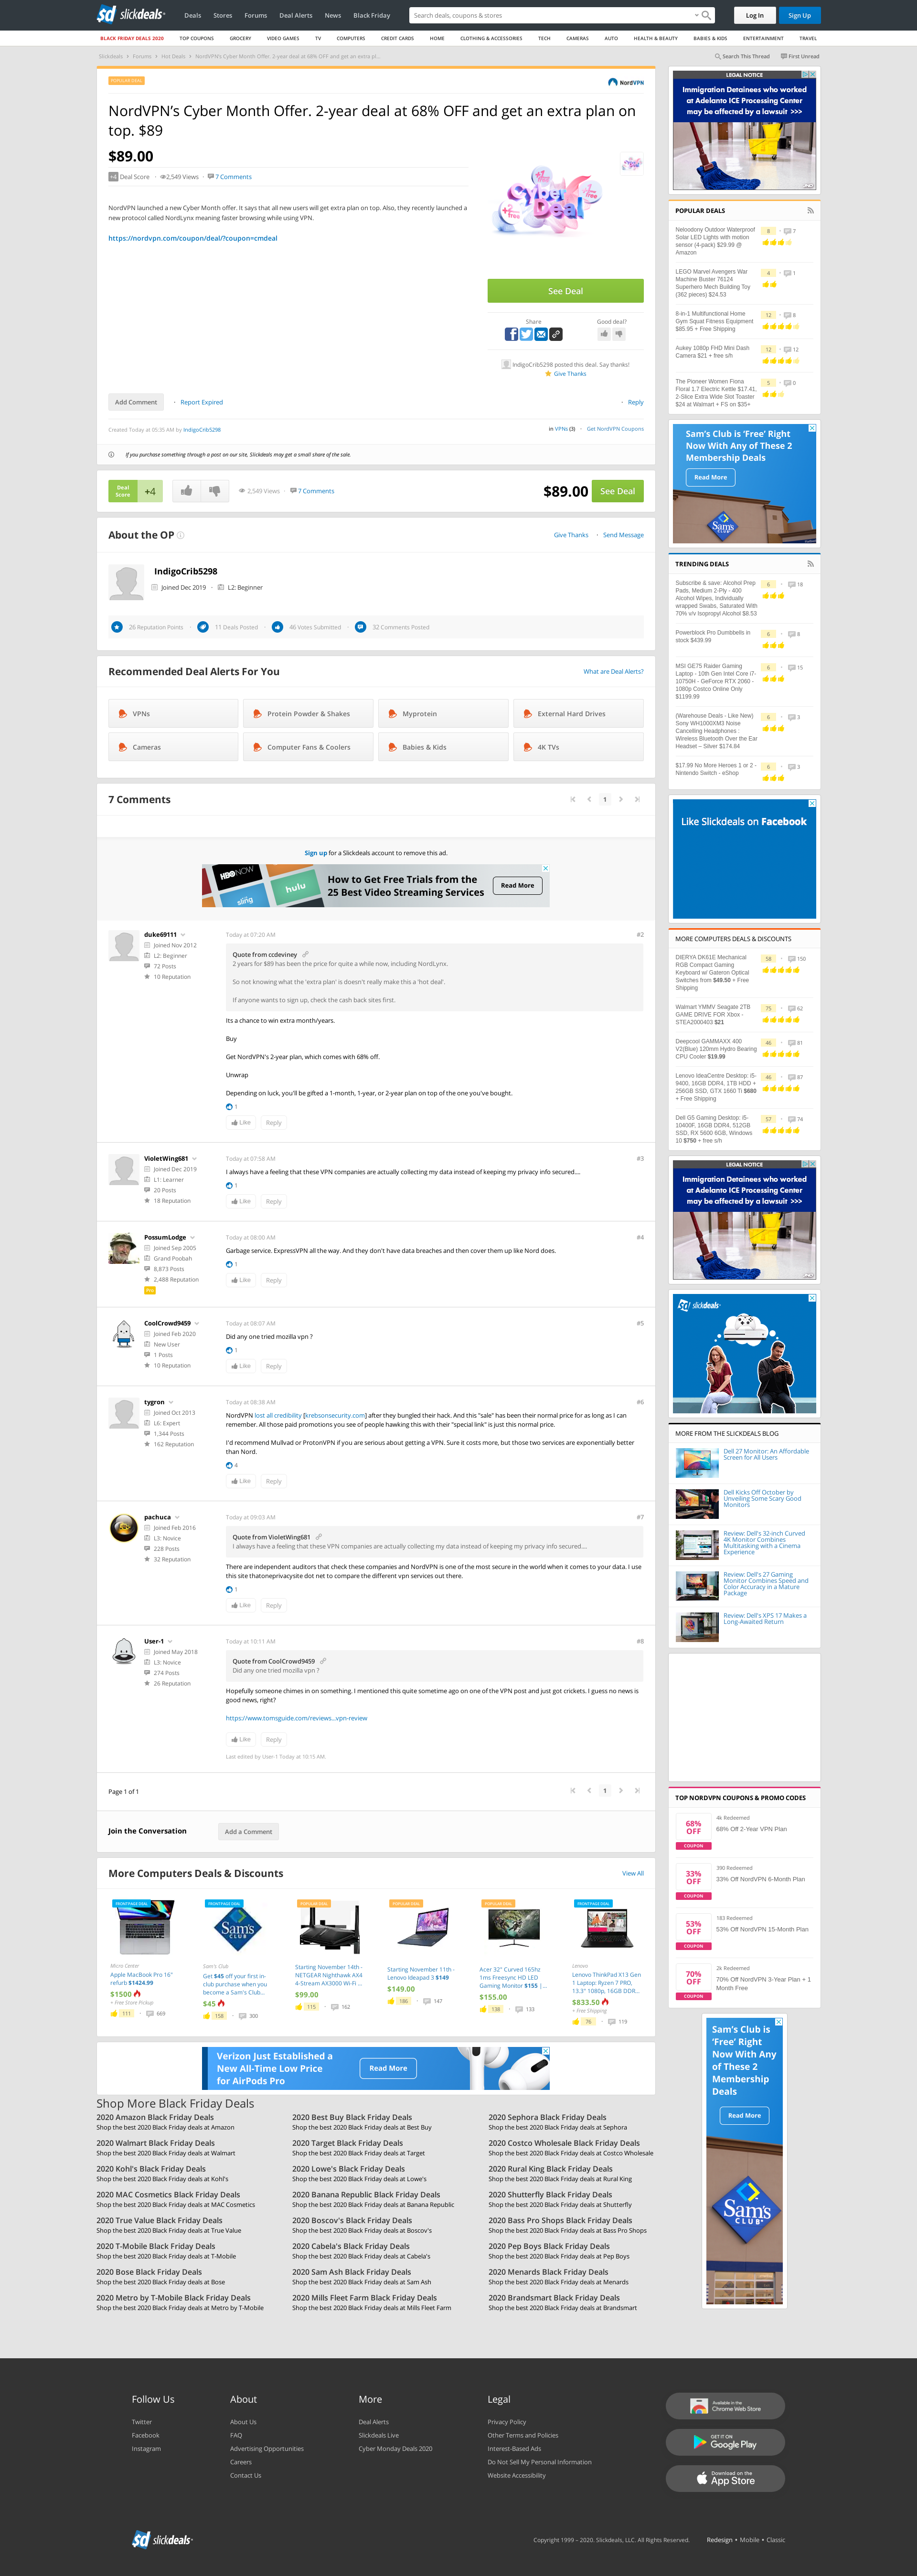 sd slickdeals
Deals Stores Forums Deal Alerts News Black Friday
Search deals, coupons & stores
Log In Sign Up
BLACK FRIDAY DEALS 2020 TOP COUPONS GROCERY VIDEO GAMES TV COMPUTERS CREDIT CARDS HOME CLOTHING & ACCESSORIES TECH CAMERAS AUTO HEALTH & BEAUTY BABIES & KIDS ENTERTAINMENT TRAVEL
Slickdeals > Forums > Hot Deals > NordVPN's Cyber Month Offer. 2-year deal at 68% OFF and get an extra pl...
Search This Thread First Unread
POPULAR DEAL
NordVPN
NordVPN's Cyber Month Offer. 2-year deal at 68% OFF and get an extra plan on
top. $89
$89.00
+4 Deal Score 2,549 Views 7 Comments
NordVPN launched a new Cyber Month offer. It says that all new users will get extra plan on top. Also, they recently launched a
new protocol called NordLynx meaning faster browsing while using VPN.
https://nordvpn.com/coupon/deal/?coupon=cmdeal
Cyber Deal
See Deal
Share Good deal?
IndigoCrib5298 posted this deal. Say thanks!
Give Thanks
Add Comment Report Expired Reply
Created Today at 05:35 AM by IndigoCrib5298
in VPNs (3) Get NordVPN Coupons
If you purchase something through a post on our site, Slickdeals may get a small share of the sale.
Deal
Score
+4
2,549 Views 7 Comments
$89.00 See Deal
About the OP
Give Thanks Send Message
IndigoCrib5298
Joined Dec 2019 L2: Beginner
26 Reputation Points 11 Deals Posted 46 Votes Submitted 32 Comments Posted
Recommended Deal Alerts For You
What are Deal Alerts?
VPNs Protein Powder & Shakes Myprotein External Hard Drives
Cameras Computer Fans & Coolers Babies & Kids 4K TVs
7 Comments
1
Sign up for a Slickdeals account to remove this ad.
HBO NOW
sling
hulu
How to Get Free Trials from the
25 Best Video Streaming Services
Read More
duke69111
Joined Nov 2012
L2: Beginner
72 Posts
10 Reputation
Today at 07:20 AM
#2
Quote from ccdeviney
2 years for $89 has been the price for quite a while now, including NordLynx.
So not knowing what the 'extra plan' is doesn't really make this a 'hot deal'.
If anyone wants to sign up, check the cash back sites first.
Its a chance to win extra month/years.
Buy
Get NordVPN's 2-year plan, which comes with 68% off.
Unwrap
Depending on luck, you'll be gifted a 1-month, 1-year, or 2-year plan on top of the one you've bought.
1
Like Reply
VioletWing681
Joined Dec 2019
L1: Learner
20 Posts
18 Reputation
Today at 07:58 AM
#3
I always have a feeling that these VPN companies are actually collecting my data instead of keeping my privacy info secured....
1
Like Reply
PossumLodge
Joined Sep 2005
Grand Poobah
8,873 Posts
2,488 Reputation
Pro
Today at 08:00 AM
#4
Garbage service. ExpressVPN all the way. And they don't have data breaches and then cover them up like Nord does.
1
Like Reply
CoolCrowd9459
Joined Feb 2020
New User
1 Posts
10 Reputation
Today at 08:07 AM
#5
Did any one tried mozilla vpn ?
1
Like Reply
tygron
Joined Oct 2013
L6: Expert
1,344 Posts
162 Reputation
Today at 08:38 AM
#6
NordVPN lost all credibility [krebsonsecurity.com] after they bungled their hack. And this "sale" has been their normal price for as long as I can
remember. All those paid promotions you see of people hawking this with their "special link" is just this normal price.
I'd recommend Mullvad or ProtonVPN if you are serious about getting a VPN. Sure it costs more, but those two services are exponentially better
than Nord.
4
Like Reply
pachuca
Joined Feb 2016
L3: Novice
228 Posts
32 Reputation
Today at 09:03 AM
#7
Quote from VioletWing681
I always have a feeling that these VPN companies are actually collecting my data instead of keeping my privacy info secured....
There are independent auditors that check these companies and NordVPN is one of the most secure in the world when it comes to your data. I use
this site thatoneprivacysite dot net to compare the different vpn services out there.
1
Like Reply
User-1
Joined May 2018
L3: Novice
274 Posts
26 Reputation
Today at 10:11 AM
#8
Quote from CoolCrowd9459
Did any one tried mozilla vpn ?
Hopefully someone chimes in on something. I mentioned this quite sometime ago on one of the VPN post and just got crickets. I guess no news is
good news, right?
https://www.tomsguide.com/reviews...vpn-review
Like Reply
Last edited by User-1 Today at 10:15 AM.
Page 1 of 1
1
Join the Conversation Add a Comment
More Computers Deals & Discounts
View All
FRONTPAGE DEAL
Micro Center
Apple MacBook Pro 16"
refurb $1424.99
$1500
+ Free Store Pickup
111 669
FRONTPAGE DEAL
Sam's Club
Get $45 off your first in-
club purchase when you
become a Sam's Club...
$45
158 300
POPULAR DEAL
Starting November 14th -
NETGEAR Nighthawk AX4
4-Stream AX3000 Wi-Fi ...
$99.00
115 162
POPULAR DEAL
Starting November 11th -
Lenovo Ideapad 3 $149
$149.00
186 147
POPULAR DEAL
Acer 32" Curved 165hz
1ms Freesync HD LED
Gaming Monitor $155 |...
$155.00
138 133
FRONTPAGE DEAL
Lenovo
Lenovo ThinkPad X13 Gen
1 Laptop: Ryzen 7 PRO,
13.3" 1080p, 16GB DDR...
$833.50
+ Free Shipping
76 119
Verizon Just Established a
New All-Time Low Price
for AirPods Pro
Read More
Shop More Black Friday Deals
2020 Amazon Black Friday Deals
Shop the best 2020 Black Friday deals at Amazon
2020 Best Buy Black Friday Deals
Shop the best 2020 Black Friday deals at Best Buy
2020 Sephora Black Friday Deals
Shop the best 2020 Black Friday deals at Sephora
2020 Walmart Black Friday Deals
Shop the best 2020 Black Friday deals at Walmart
2020 Target Black Friday Deals
Shop the best 2020 Black Friday deals at Target
2020 Costco Wholesale Black Friday Deals
Shop the best 2020 Black Friday deals at Costco Wholesale
2020 Kohl's Black Friday Deals
Shop the best 2020 Black Friday deals at Kohl's
2020 Lowe's Black Friday Deals
Shop the best 2020 Black Friday deals at Lowe's
2020 Rural King Black Friday Deals
Shop the best 2020 Black Friday deals at Rural King
2020 MAC Cosmetics Black Friday Deals
Shop the best 2020 Black Friday deals at MAC Cosmetics
2020 Banana Republic Black Friday Deals
Shop the best 2020 Black Friday deals at Banana Republic
2020 Shutterfly Black Friday Deals
Shop the best 2020 Black Friday deals at Shutterfly
2020 True Value Black Friday Deals
Shop the best 2020 Black Friday deals at True Value
2020 Boscov's Black Friday Deals
Shop the best 2020 Black Friday deals at Boscov's
2020 Bass Pro Shops Black Friday Deals
Shop the best 2020 Black Friday deals at Bass Pro Shops
2020 T-Mobile Black Friday Deals
Shop the best 2020 Black Friday deals at T-Mobile
2020 Cabela's Black Friday Deals
Shop the best 2020 Black Friday deals at Cabela's
2020 Pep Boys Black Friday Deals
Shop the best 2020 Black Friday deals at Pep Boys
2020 Bose Black Friday Deals
Shop the best 2020 Black Friday deals at Bose
2020 Sam Ash Black Friday Deals
Shop the best 2020 Black Friday deals at Sam Ash
2020 Menards Black Friday Deals
Shop the best 2020 Black Friday deals at Menards
2020 Metro by T-Mobile Black Friday Deals
Shop the best 2020 Black Friday deals at Metro by T-Mobile
2020 Mills Fleet Farm Black Friday Deals
Shop the best 2020 Black Friday deals at Mills Fleet Farm
2020 Brandsmart Black Friday Deals
Shop the best 2020 Black Friday deals at Brandsmart
LEGAL NOTICE
Immigration Detainees who worked
at Adelanto ICE Processing Center
may be affected by a lawsuit >>>
POPULAR DEALS
Neloodony Outdoor Waterproof
Solar LED Lights with motion
sensor (4-pack) $29.99 @
Amazon
8 7
LEGO Marvel Avengers War
Machine Buster 76124
Superhero Mech Building Toy
(362 pieces) $24.53
4 1
8-in-1 Multifunctional Home
Gym Squat Fitness Equipment
$85.95 + Free Shipping
12 8
Aukey 1080p FHD Mini Dash
Camera $21 + free s/h
12 12
The Pioneer Women Fiona
Floral 1.7 Electric Kettle $17.41,
2-Slice Extra Wide Slot Toaster
$24 at Walmart + FS on $35+
5 0
Sam's Club is 'Free' Right
Now With Any of These 2
Membership Deals
Read More
Sam's
CLUB
TRENDING DEALS
Subscribe & save: Alcohol Prep
Pads, Medium 2-Ply - 400
Alcohol Wipes, Individually
wrapped Swabs, Saturated With
70% v/v Isopropyl Alcohol $8.53
6 18
Powerblock Pro Dumbbells in
stock $439.99
6 8
MSI GE75 Raider Gaming
Laptop - 10th Gen Intel Core i7-
10750H - GeForce RTX 2060 -
1080p Costco Online Only
$1199.99
6 15
(Warehouse Deals - Like New)
Sony WH1000XM3 Noise
Cancelling Headphones :
Wireless Bluetooth Over the Ear
Headset – Silver $174.84
6 3
$17.99 No More Heroes 1 or 2 -
Nintendo Switch - eShop
6 3
Like Slickdeals on Facebook
MORE COMPUTERS DEALS & DISCOUNTS
DIERYA DK61E Mechanical
RGB Compact Gaming
Keyboard w/ Gateron Optical
Switches from $49.50 + Free
Shipping
58 150
Walmart YMMV Seagate 2TB
GAME DRIVE FOR Xbox -
STEA2000403 $21
75 62
Deepcool GAMMAXX 400
V2(Blue) 120mm Hydro Bearing
CPU Cooler $19.99
46 81
Lenovo IdeaCentre Desktop: i5-
9400, 16GB DDR4, 1TB HDD +
256GB SSD, GTX 1660 Ti $680
+ Free Shipping
46 87
Dell G5 Gaming Desktop: i5-
10400F, 16GB DDR4, 512GB
SSD, RX 5600 6GB, Windows
10 $750 + free s/h
57 74
LEGAL NOTICE
Immigration Detainees who worked
at Adelanto ICE Processing Center
may be affected by a lawsuit >>>
sd slickdeals
MORE FROM THE SLICKDEALS BLOG
Dell 27 Monitor: An Affordable
Screen for All Users
Dell Kicks Off October by
Unveiling Some Scary Good
Monitors
Review: Dell's 32-inch Curved
4K Monitor Combines
Multitasking with a Cinema
Experience
Review: Dell's 27 Gaming
Monitor Combines Speed and
Color Accuracy in a Mature
Package
Review: Dell's XPS 17 Makes a
Long-Awaited Return
TOP NORDVPN COUPONS & PROMO CODES
68%
OFF
COUPON
4k Redeemed
68% Off 2-Year VPN Plan
33%
OFF
COUPON
390 Redeemed
33% Off NordVPN 6-Month Plan
53%
OFF
COUPON
183 Redeemed
53% Off NordVPN 15-Month Plan
70%
OFF
COUPON
2k Redeemed
70% Off NordVPN 3-Year Plan + 1
Month Free
Sam's Club is
'Free' Right
Now With Any
of These 2
Membership
Deals
Read More
Sam's
CLUB
Follow Us
Twitter
Facebook
Instagram
About
About Us
FAQ
Advertising Opportunities
Careers
Contact Us
More
Deal Alerts
Slickdeals Live
Cyber Monday Deals 2020
Legal
Privacy Policy
Other Terms and Policies
Interest-Based Ads
Do Not Sell My Personal Information
Website Accessibility
Available in the
Chrome Web Store
GET IT ON
Google Play
Download on the
App Store
sd slickdeals
Copyright 1999 – 2020, Slickdeals, LLC. All Rights Reserved. Redesign • Mobile • Classic